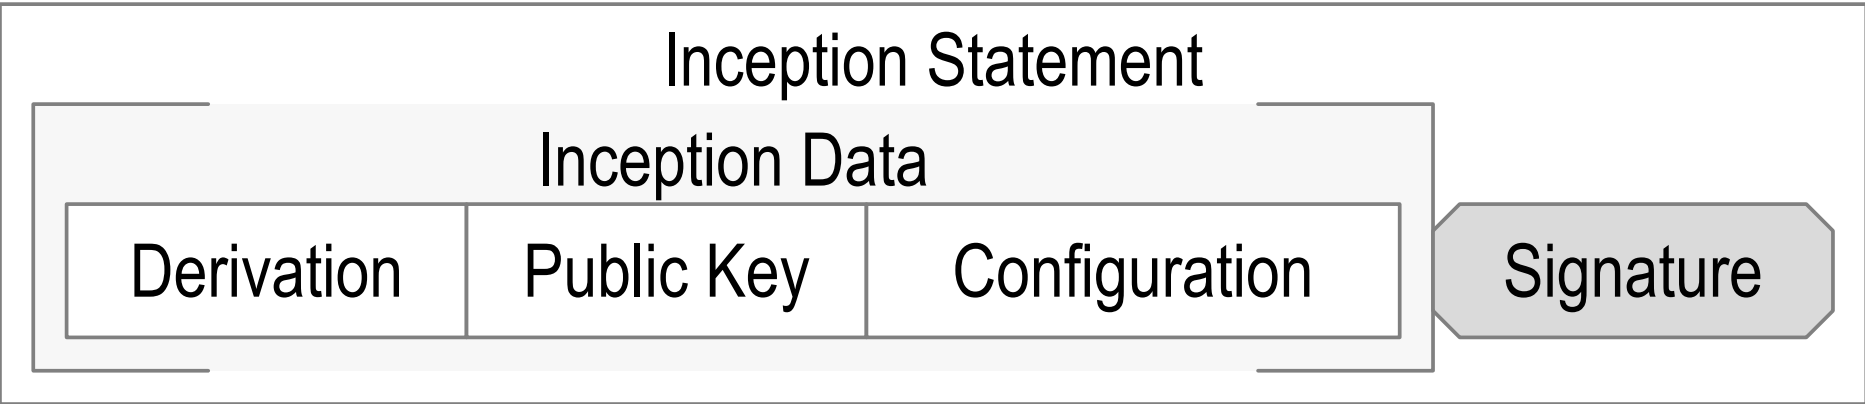 Inception Statement
Inception Data
Derivation Public Key Configuration Signature